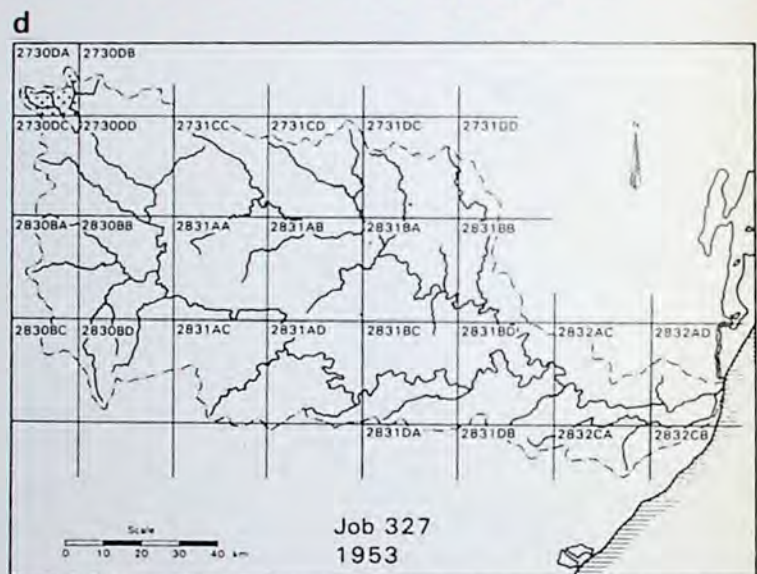 d
2730DA 2730DB
2730DC 2730DD 2731CC 2731CD 2731DC 2731DD
2830BA 2830BB 2831AA 2831AB 2831BA 2831BB
2830BC 2830BD 2831AC 2831AD 2831BC 2831BD 2832AC 2832AD
2831DA 2831DB 2832CA 2832CB
N
Scale
0 10 20 30 40 km
Job 327
1953